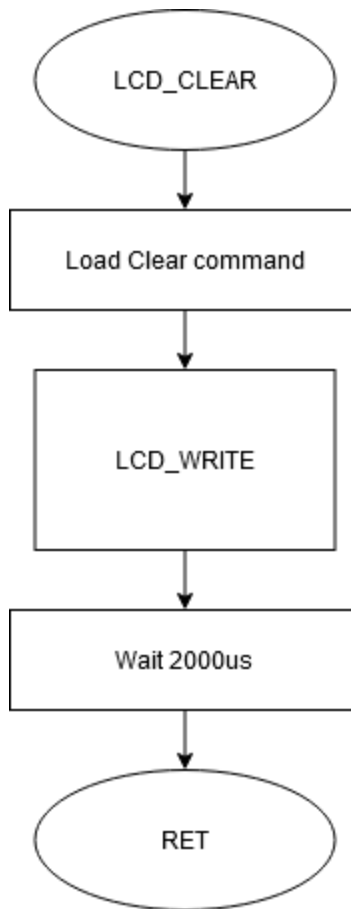 LCD_CLEAR
Load Clear command
LCD_WRITE
Wait 2000us
RET